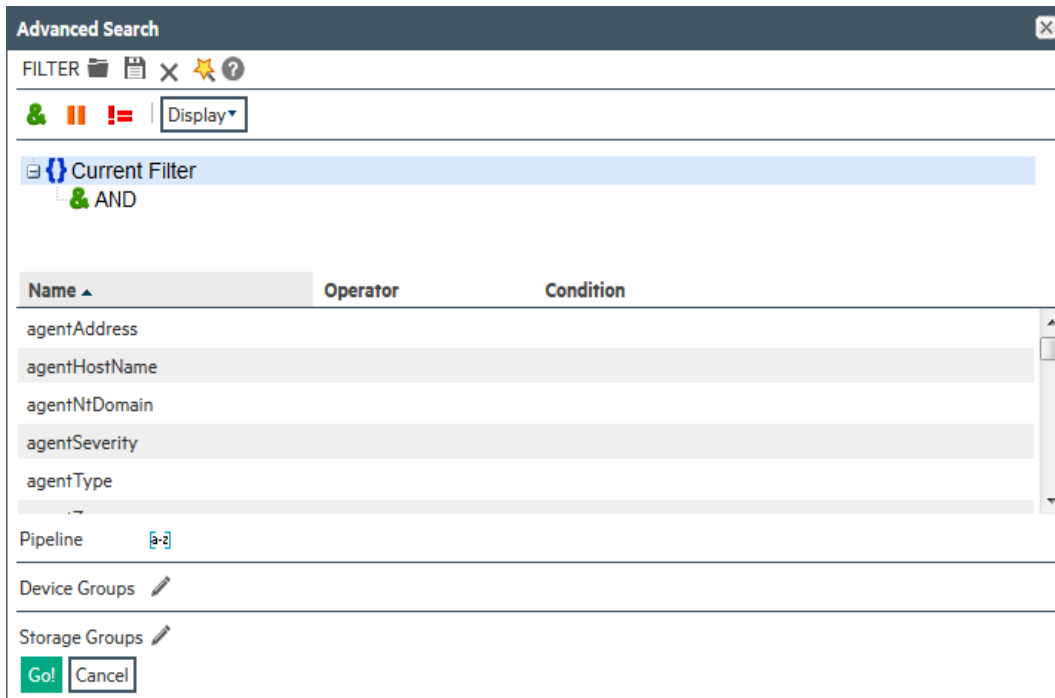 Advanced Search
FILTER
& || != Display
{} Current Filter
& AND
Name Operator Condition
agentAddress
agentHostName
agentNtDomain
agentSeverity
agentType
Pipeline [a-z]
Device Groups
Storage Groups
Go! Cancel